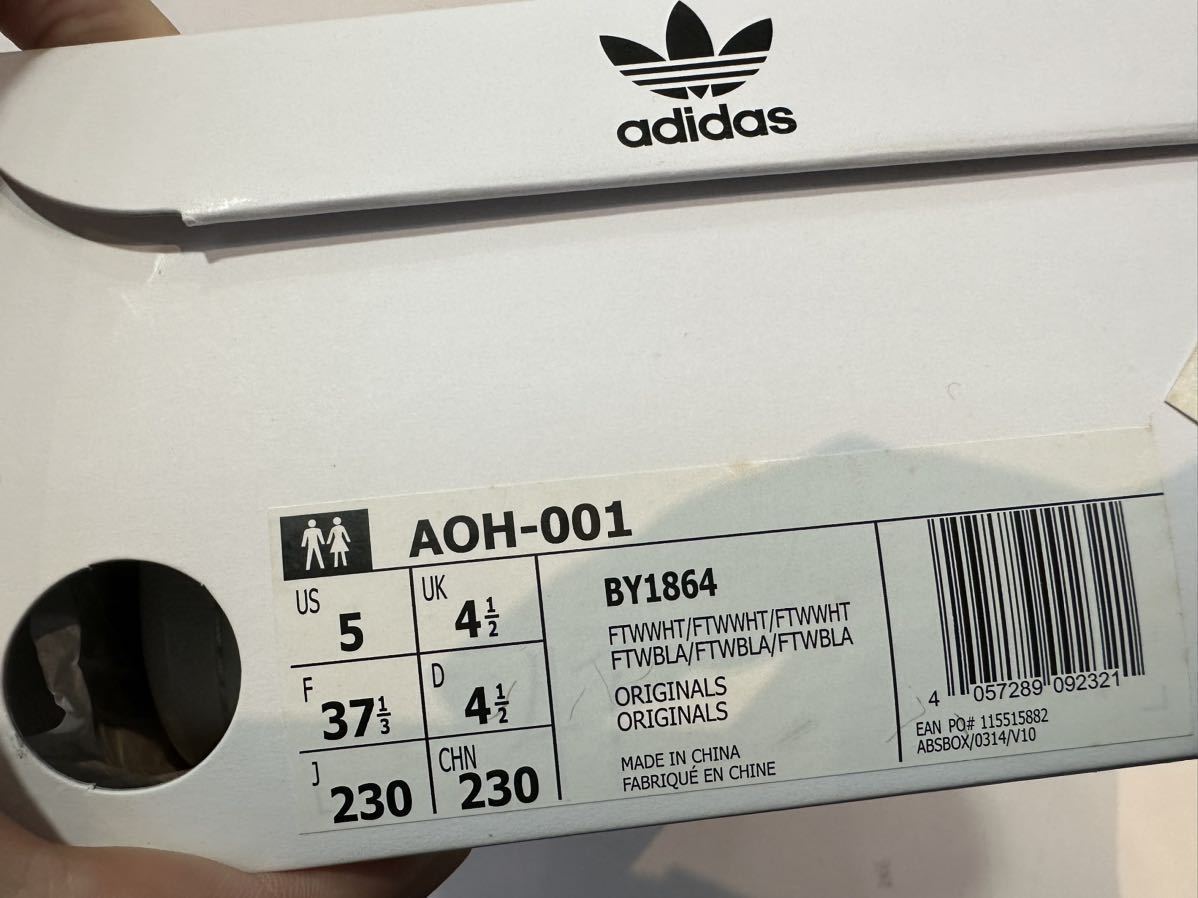 adidas
AOH-001
US 5
UK 4 1/2
F 37 1/3
D 4 1/2
J 230
CHN 230
BY1864
FTWWHT/FTWWHT/FTWWHT
FTWBLA/FTWBLA/FTWBLA
ORIGINALS
ORIGINALS
MADE IN CHINA
FABRIQUÉ EN CHINE
4 057289 092321
EAN PO# 115515882
ABSBOX/0314/V10